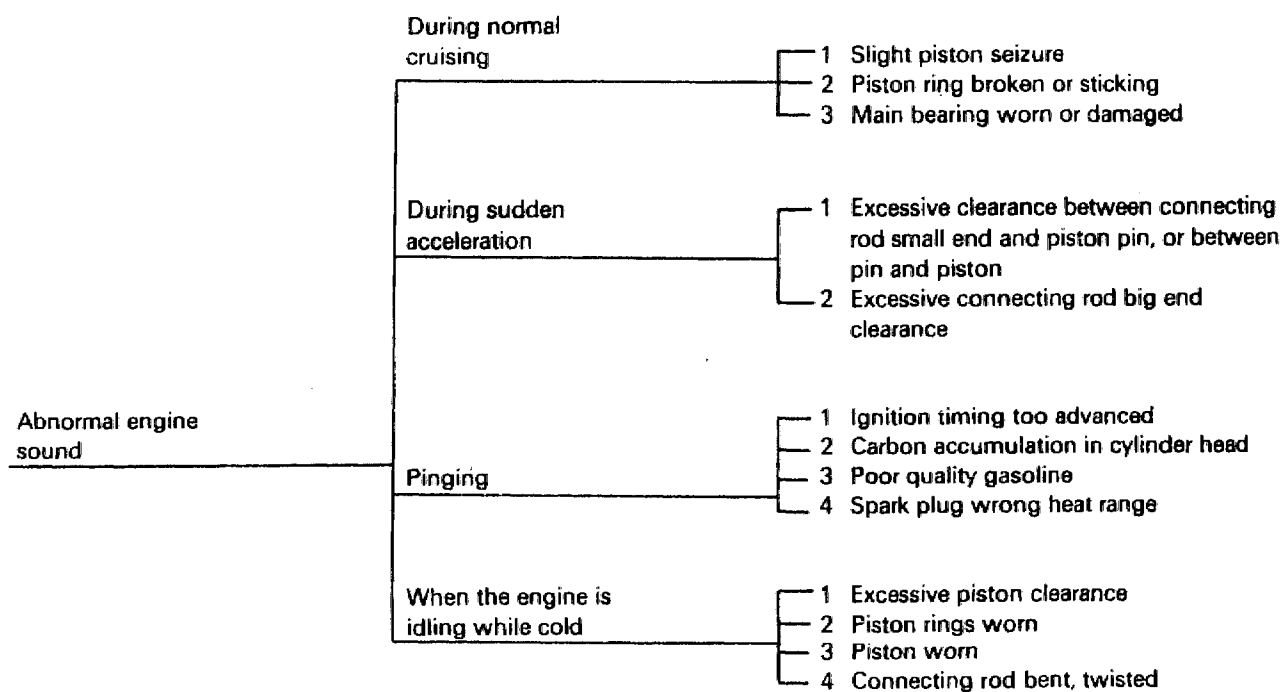 During normal
cruising
1 Slight piston seizure
2 Piston ring broken or sticking
3 Main bearing worn or damaged
During sudden
acceleration
1 Excessive clearance between connecting
rod small end and piston pin, or between
pin and piston
2 Excessive connecting rod big end
clearance
Abnormal engine
sound
Pinging
1 Ignition timing too advanced
2 Carbon accumulation in cylinder head
3 Poor quality gasoline
4 Spark plug wrong heat range
When the engine is
idling while cold
1 Excessive piston clearance
2 Piston rings worn
3 Piston worn
4 Connecting rod bent, twisted